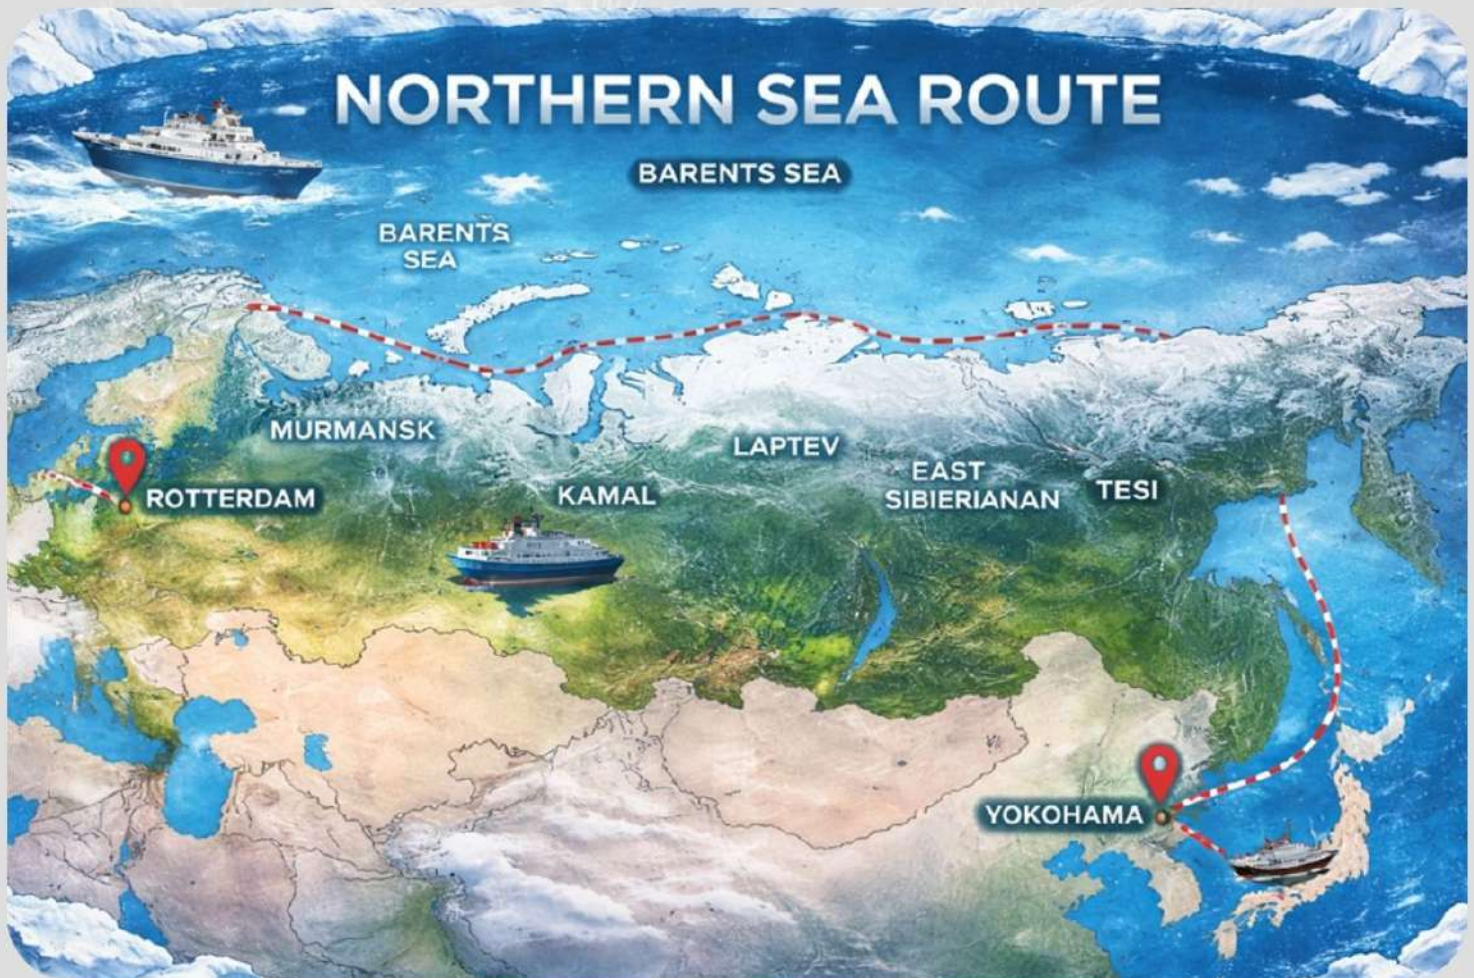 NORTHERN SEA ROUTE
BARENTS SEA
BARENTS
SEA
MURMANSK
LAPTEV
EAST
SIBIERIANAN
TESI
KAMAL
ROTTERDAM
YOKOHAMA